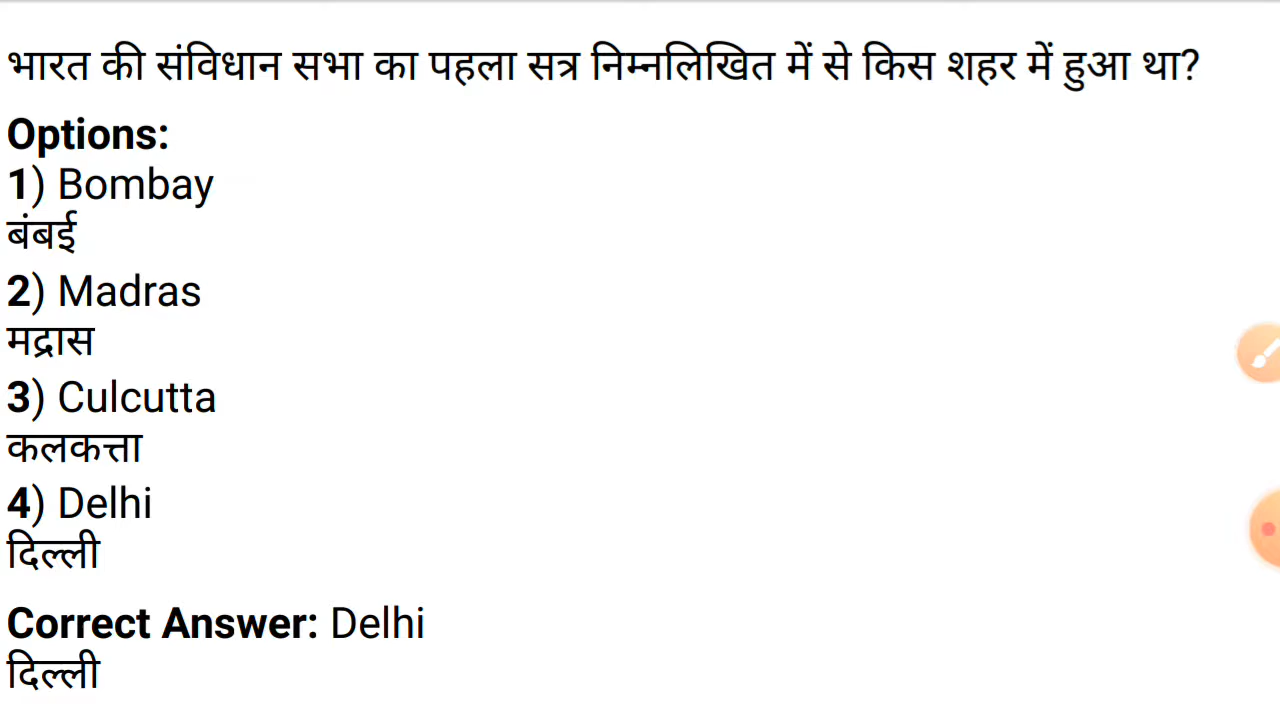 भारत की संविधान सभा का पहला सत्र निम्नलिखित में से किस शहर में हुआ था?
Options:
1) Bombay
बंबई
2) Madras
मद्रास
3) Culcutta
कलकत्ता
4) Delhi
दिल्ली
Correct Answer: Delhi
दिल्ली